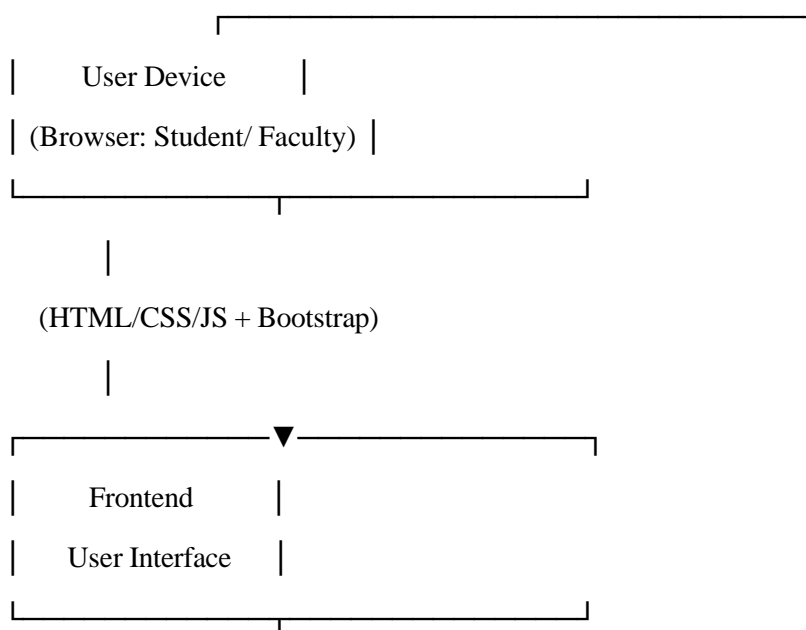 User Device
(Browser: Student/ Faculty)
(HTML/CSS/JS + Bootstrap)
Frontend
User Interface